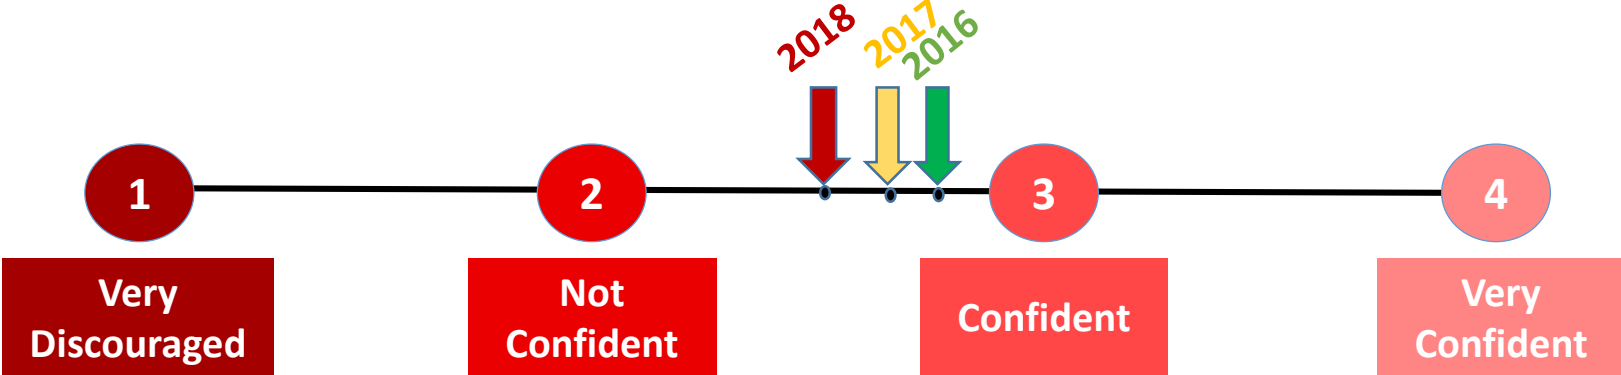 2018
2017
2016
1
2
3
4
Very
Discouraged
Not
Confident
Confident
Very
Confident